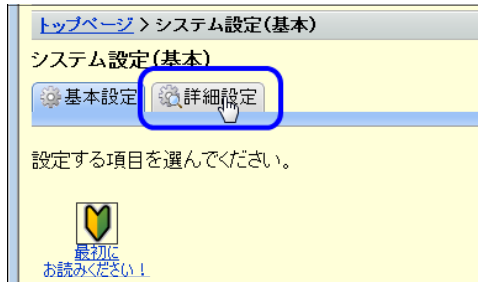 トップページ > システム設定(基本)
システム設定(基本)
基本設定 詳細設定
設定する項目を選んでください。
最初に
お読みください！